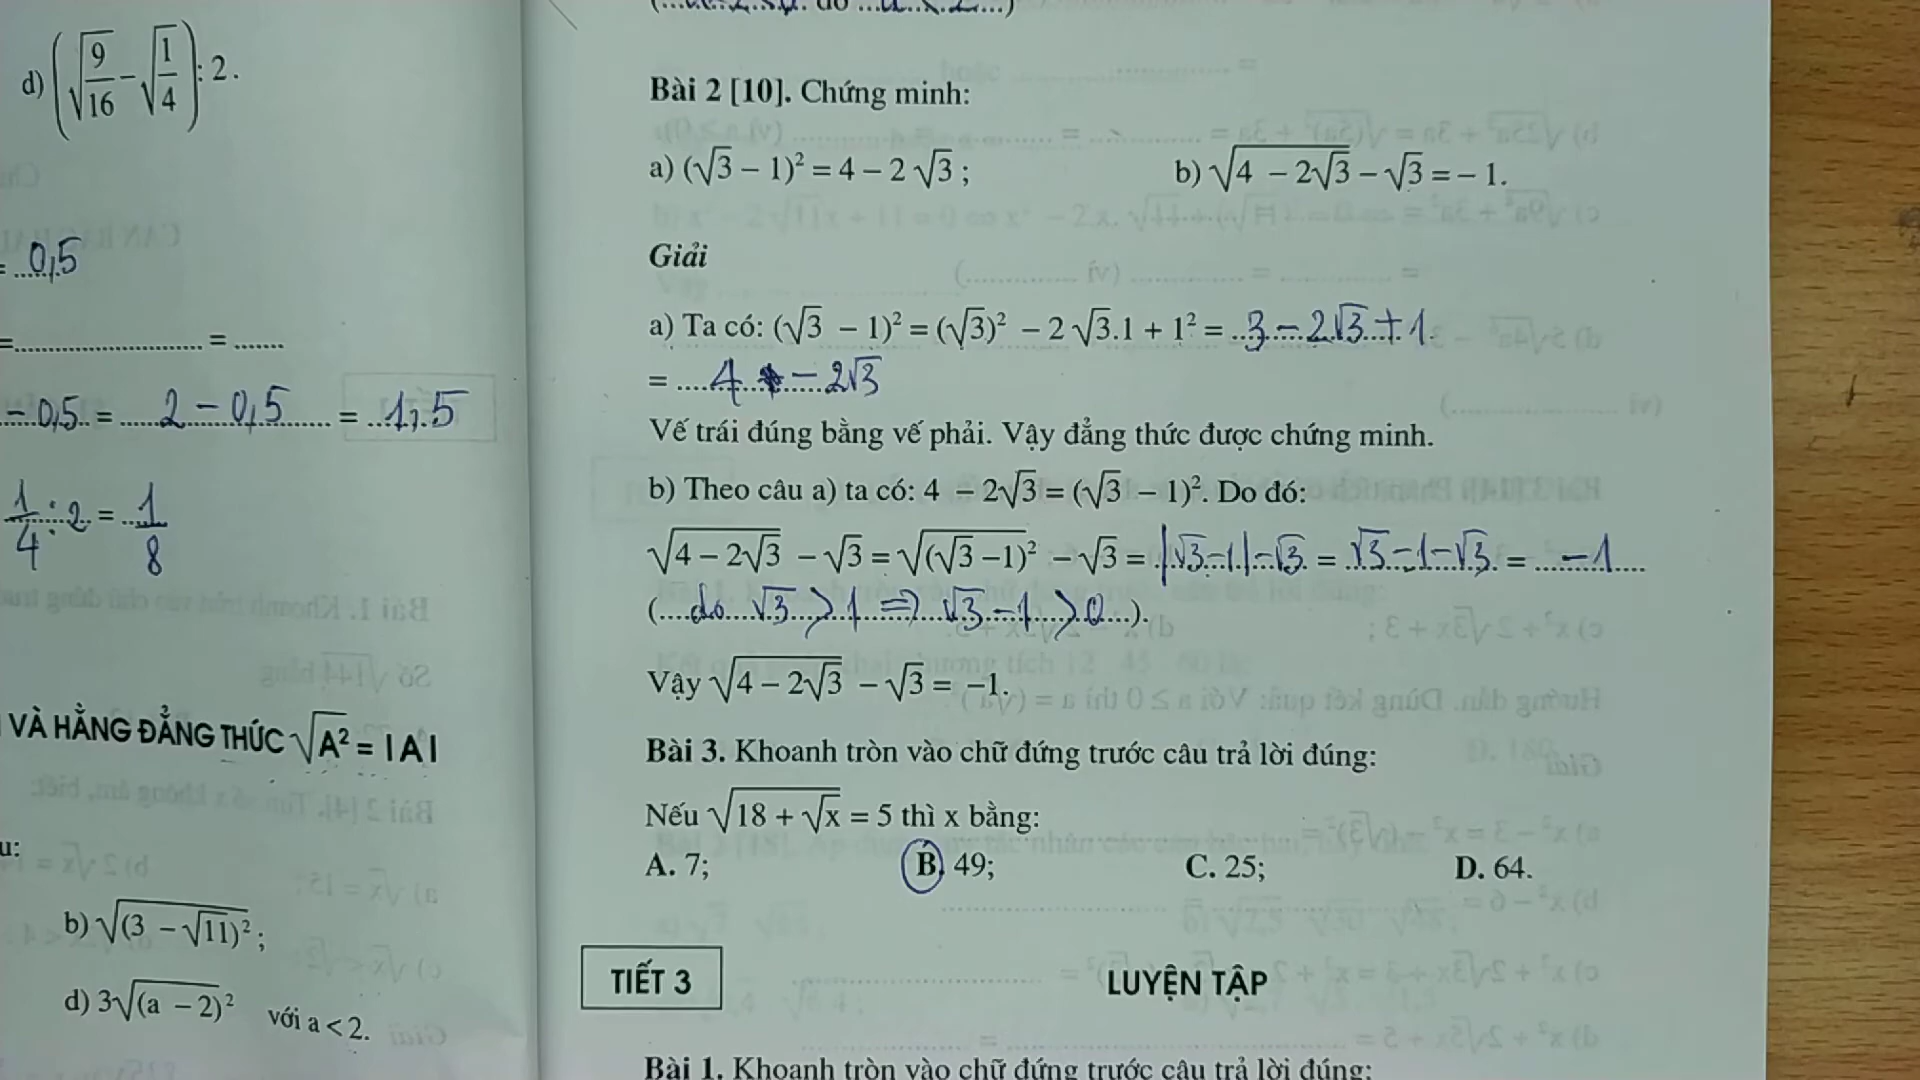 d) (√9/16 − √1/4) : 2.
= 0,5
= ........................... = .......
− 0,5 = 2 − 0,5 = 1,5
1/4 : 2 = 1/8
VÀ HẰNG ĐẲNG THỨC √A² = | A |
u:
b) √(3 − √11)² ;
d) 3√(a − 2)² với a < 2.
Bài 2 [10]. Chứng minh:
a) (√3 − 1)² = 4 − 2√3 ; b) √(4 − 2√3) − √3 = − 1.
Giải
a) Ta có: (√3 − 1)² = (√3)² − 2√3.1 + 1² = 3 − 2√3 + 1
= 4 − 2√3
Vế trái đúng bằng vế phải. Vậy đẳng thức được chứng minh.
b) Theo câu a) ta có: 4 − 2√3 = (√3 − 1)². Do đó:
√(4 − 2√3) − √3 = √(√3 − 1)² − √3 = |√3 − 1| − √3 = √3 − 1 − √3 = − 1
(do √3 > 1 ⇒ √3 − 1 > 0).
Vậy √(4 − 2√3) − √3 = −1.
Bài 3. Khoanh tròn vào chữ đứng trước câu trả lời đúng:
Nếu √(18 + √x) = 5 thì x bằng:
A. 7; B. 49; C. 25; D. 64.
TIẾT 3 LUYỆN TẬP
Bài 1. Khoanh tròn vào chữ đứng trước câu trả lời đúng: